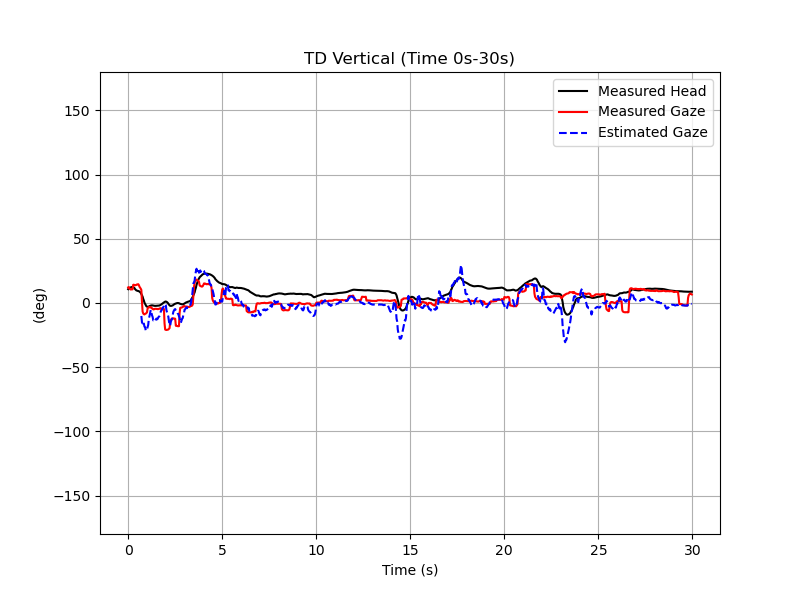 TD Vertical (Time 0s-30s)
Measured Head
Measured Gaze
Estimated Gaze
150
100
50
0
−50
−100
−150
(deg)
0 5 10 15 20 25 30
Time (s)